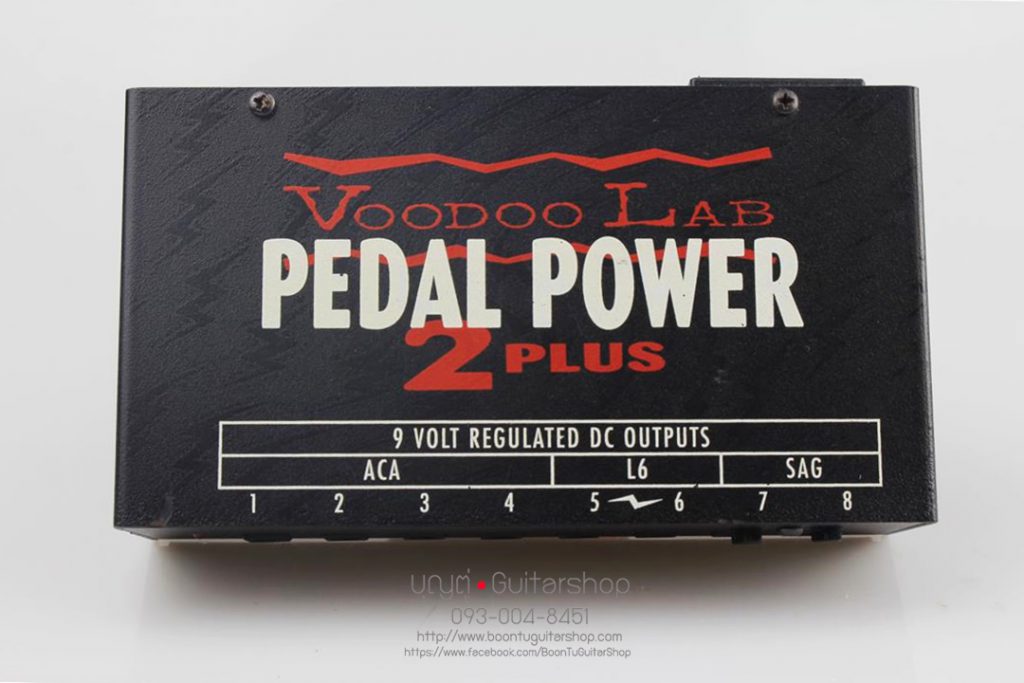 VOODOO LAB
PEDAL POWER
2 PLUS
9 VOLT REGULATED DC OUTPUTS
ACA L6 SAG
1 2 3 4 5 6 7 8
บุญตู่ • Guitarshop
093-004-8451
http://www.boontuguitarshop.com/
https://www.facebook.com/BoonTuGuitarShop